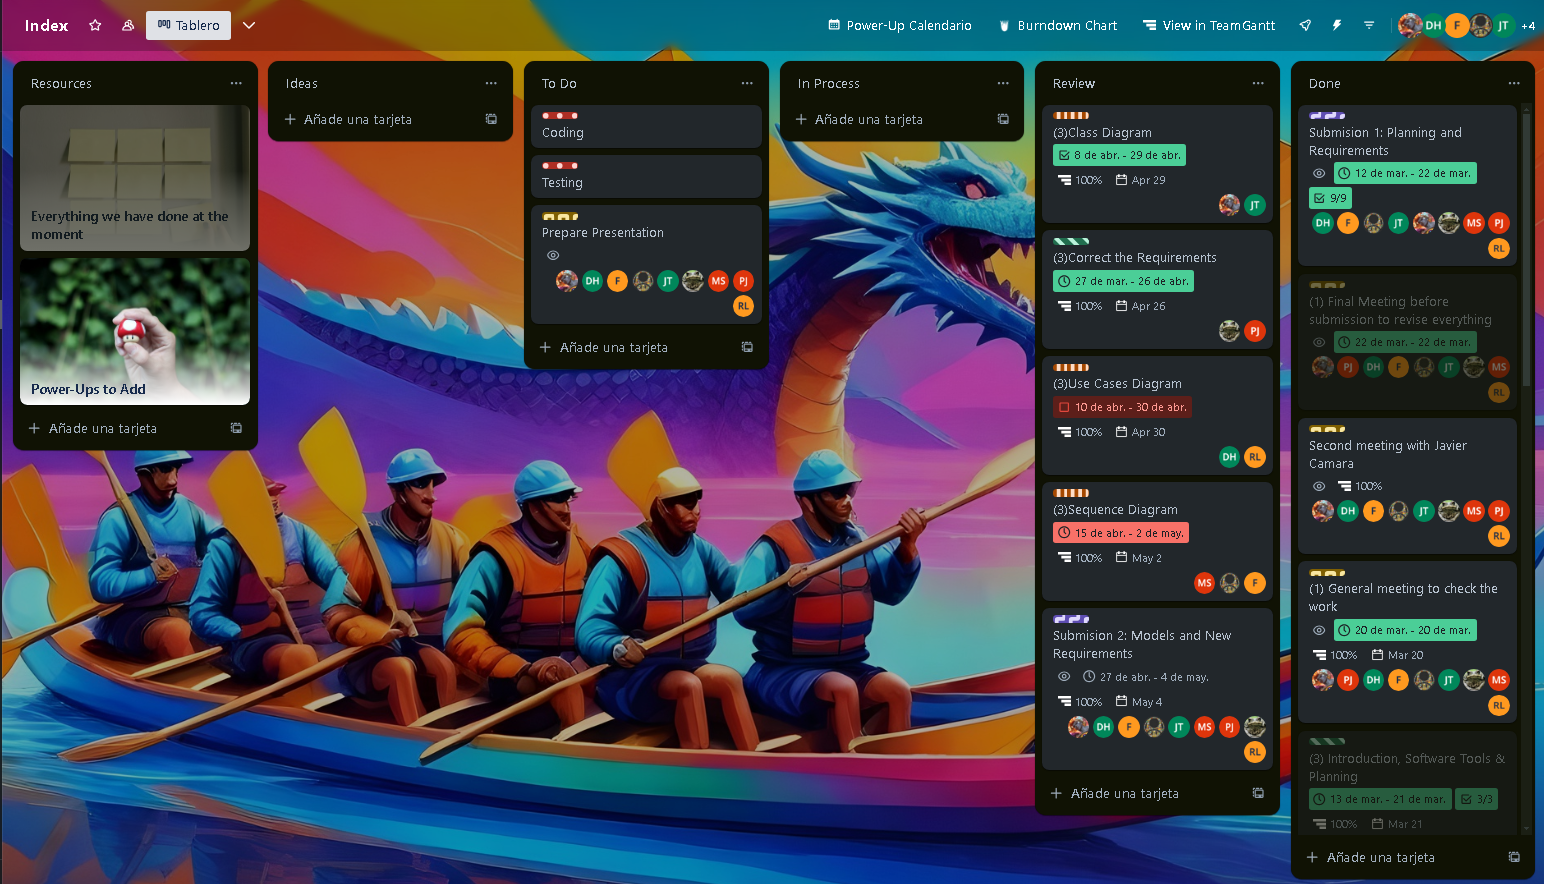 Index
Tablero
Power-Up Calendario
Burndown Chart
View in TeamGantt
DH
F
JT
+4
Resources
Everything we have done at the
moment
Power-Ups to Add
Añade una tarjeta
Ideas
Añade una tarjeta
To Do
Coding
Testing
Prepare Presentation
DH F JT MS PJ
RL
Añade una tarjeta
In Process
Añade una tarjeta
Review
(3)Class Diagram
8 de abr. - 29 de abr.
100% Apr 29
JT
(3)Correct the Requirements
27 de mar. - 26 de abr.
100% Apr 26
PJ
(3)Use Cases Diagram
10 de abr. - 30 de abr.
100% Apr 30
DH RL
(3)Sequence Diagram
15 de abr. - 2 de may.
100% May 2
MS F
Submision 2: Models and New
Requirements
27 de abr. - 4 de may.
100% May 4
DH F JT MS PJ
RL
Añade una tarjeta
Done
Submision 1: Planning and
Requirements
12 de mar. - 22 de mar.
9/9
DH F JT MS PJ
RL
(1) Final Meeting before
submission to revise everything
22 de mar. - 22 de mar.
PJ DH F JT MS
RL
Second meeting with Javier
Camara
100%
DH F JT MS PJ
RL
(1) General meeting to check the
work
20 de mar. - 20 de mar.
100% Mar 20
PJ DH F JT MS
RL
(3) Introduction, Software Tools &
Planning
13 de mar. - 21 de mar. 3/3
100% Mar 21
Añade una tarjeta